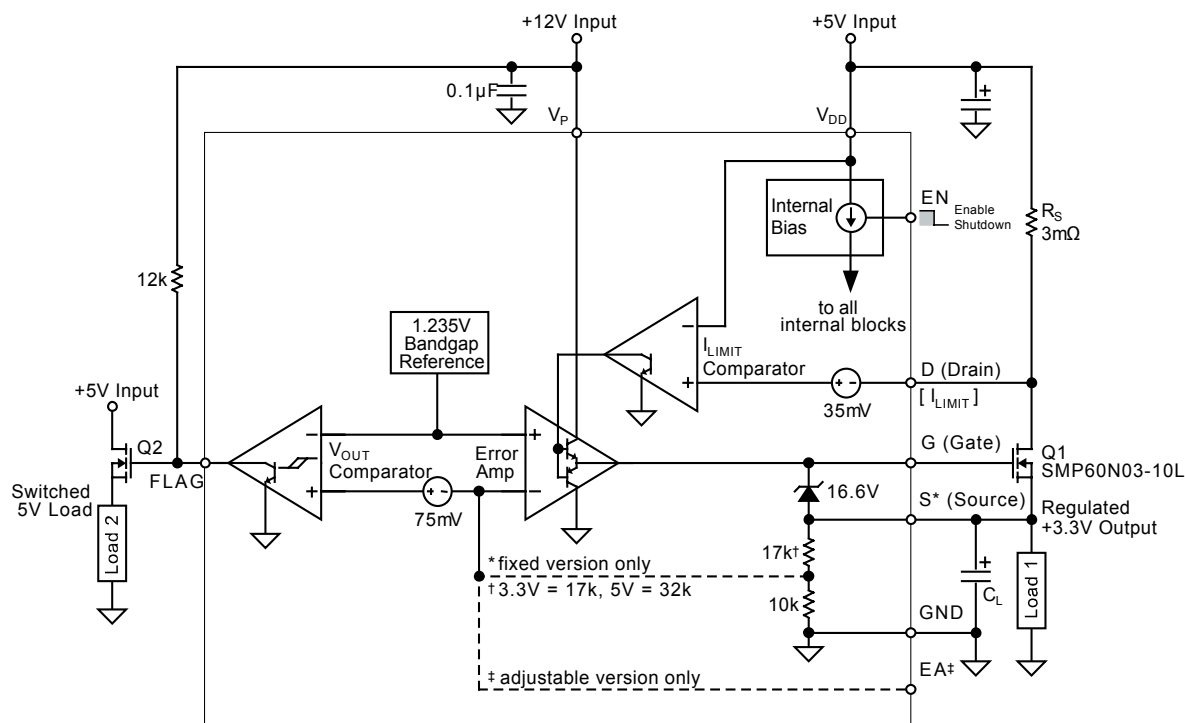 +12V Input
+5V Input
0.1µF
VP
VDD
EN
Enable
Shutdown
Internal
Bias
RS
3mΩ
12k
to all
internal blocks
1.235V
Bandgap
Reference
–
ILIMIT
Comparator
+
35mV
D (Drain)
[ ILIMIT ]
+5V Input
Q2
FLAG
Switched
5V Load
Load 2
–
VOUT
Comparator
+
75mV
+
Error
Amp
–
G (Gate)
Q1
SMP60N03-10L
16.6V
S* (Source)
Regulated
+3.3V Output
17k†
* fixed version only
† 3.3V = 17k, 5V = 32k
10k
+
CL
Load 1
GND
EA‡
‡ adjustable version only